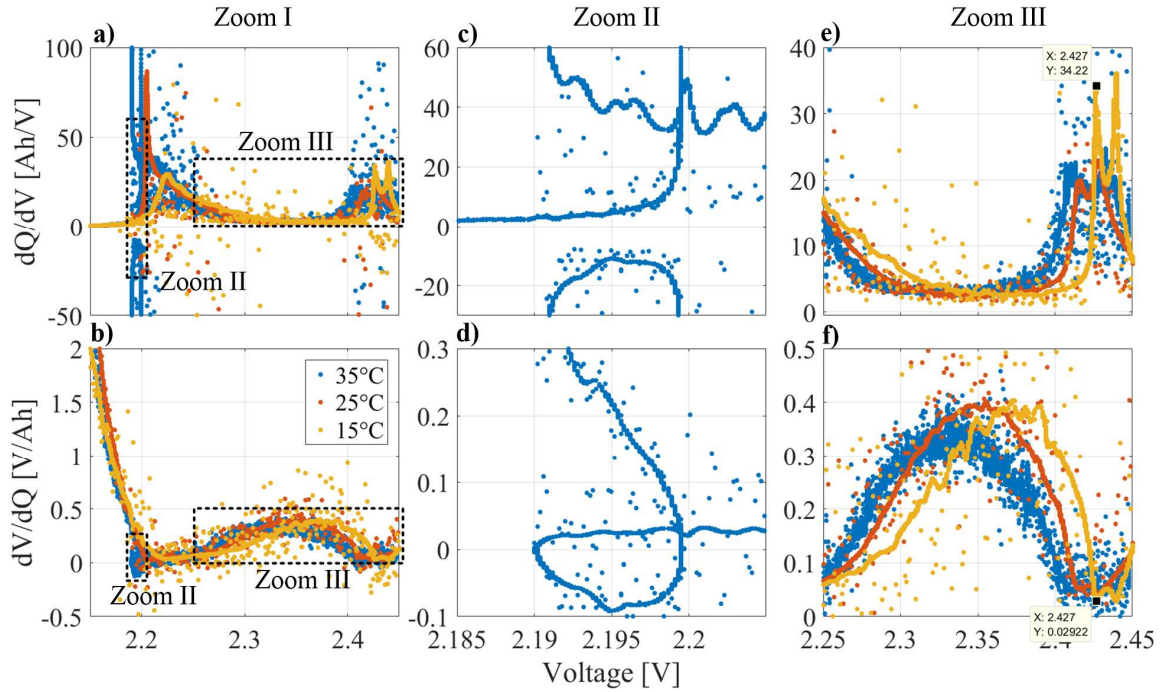 Zoom I
Zoom II
Zoom III
a)
c)
e)
dQ/dV [Ah/V]
100
50
0
-50
Zoom III
Zoom II
60
40
20
0
-20
40
30
20
10
0
X: 2.427
Y: 34.22
b)
d)
f)
dV/dQ [V/Ah]
2
1.5
1
0.5
0
-0.5
35°C
25°C
15°C
Zoom II
Zoom III
0.3
0.2
0.1
0
-0.1
0.5
0.4
0.3
0.2
0.1
0
X: 2.427
Y: 0.02922
2.2 2.3 2.4
2.185 2.19 2.195 2.2
2.25 2.3 2.35 2.4 2.45
Voltage [V]